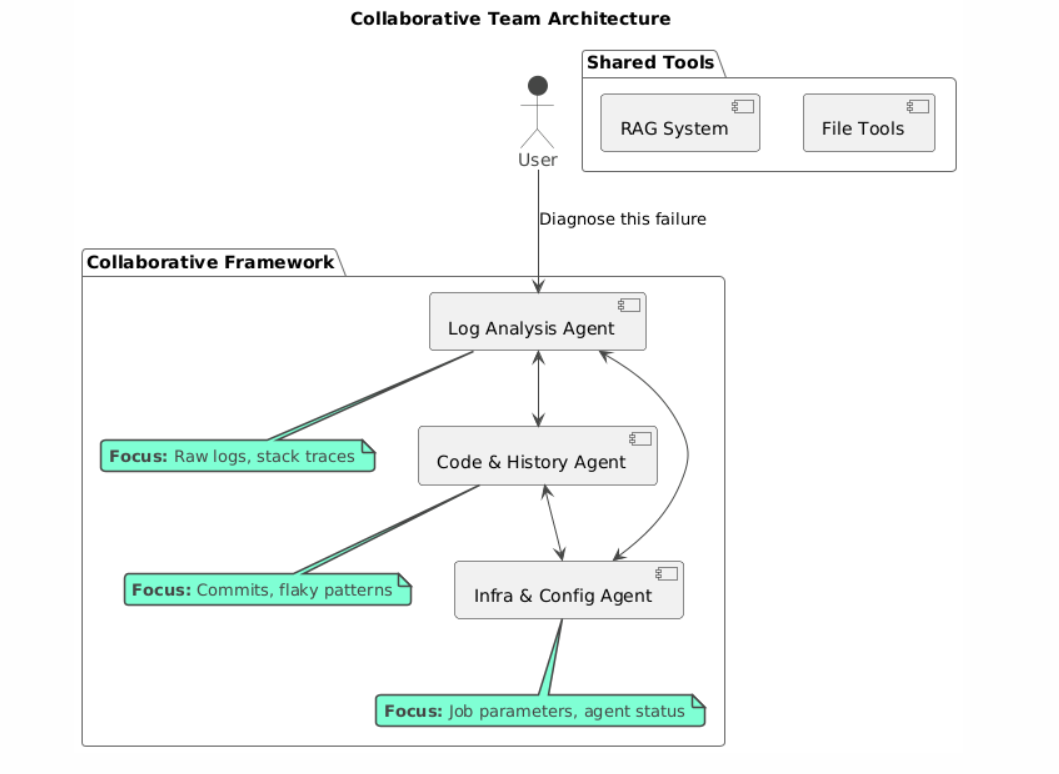 Collaborative Team Architecture
Shared Tools
RAG System
File Tools
User
Diagnose this failure
Collaborative Framework
Log Analysis Agent
Focus: Raw logs, stack traces
Code & History Agent
Focus: Commits, flaky patterns
Infra & Config Agent
Focus: Job parameters, agent status